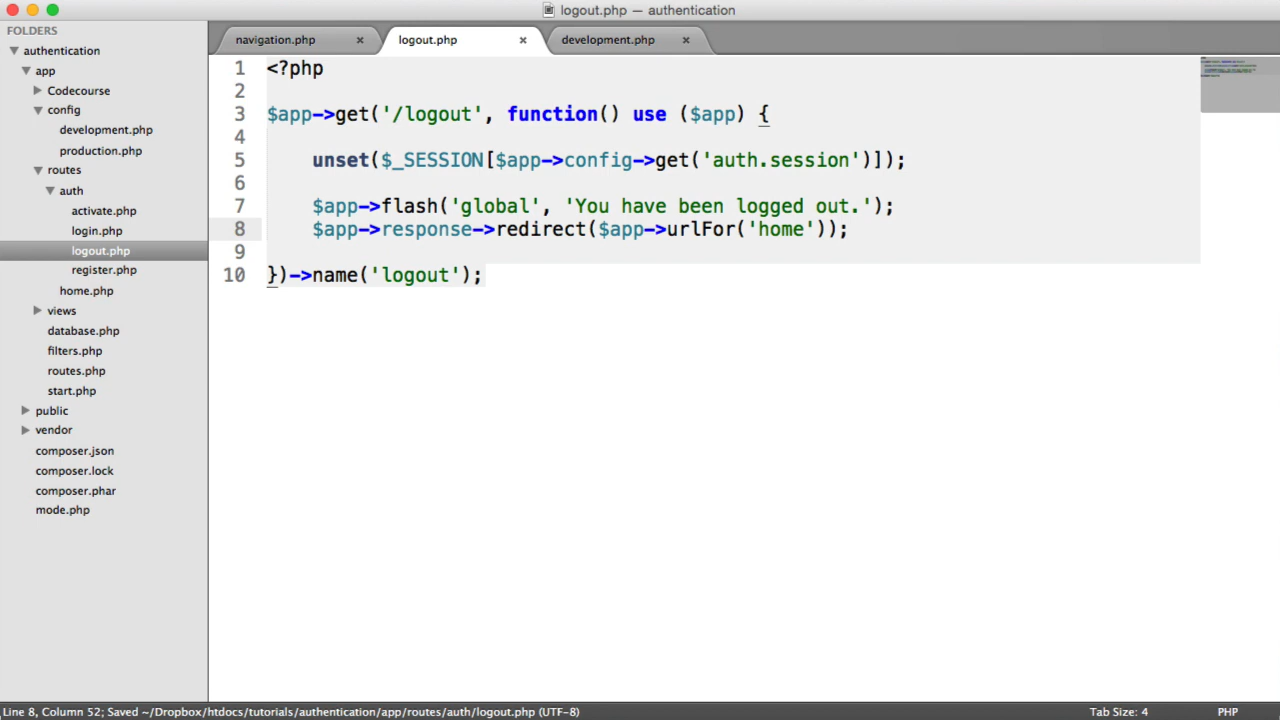 logout.php — authentication
FOLDERS
authentication
app
Codecourse
config
development.php
production.php
routes
auth
activate.php
login.php
logout.php
register.php
home.php
views
database.php
filters.php
routes.php
start.php
public
vendor
composer.json
composer.lock
composer.phar
mode.php
navigation.php × logout.php × development.php ×
1 <?php
2
3 $app->get('/logout', function() use ($app) {
4
5 unset($_SESSION[$app->config->get('auth.session')]);
6
7 $app->flash('global', 'You have been logged out.');
8 $app->response->redirect($app->urlFor('home'));
9
10 })->name('logout');
Line 8, Column 52; Saved ~/Dropbox/htdocs/tutorials/authentication/app/routes/auth/logout.php (UTF-8) Tab Size: 4 PHP